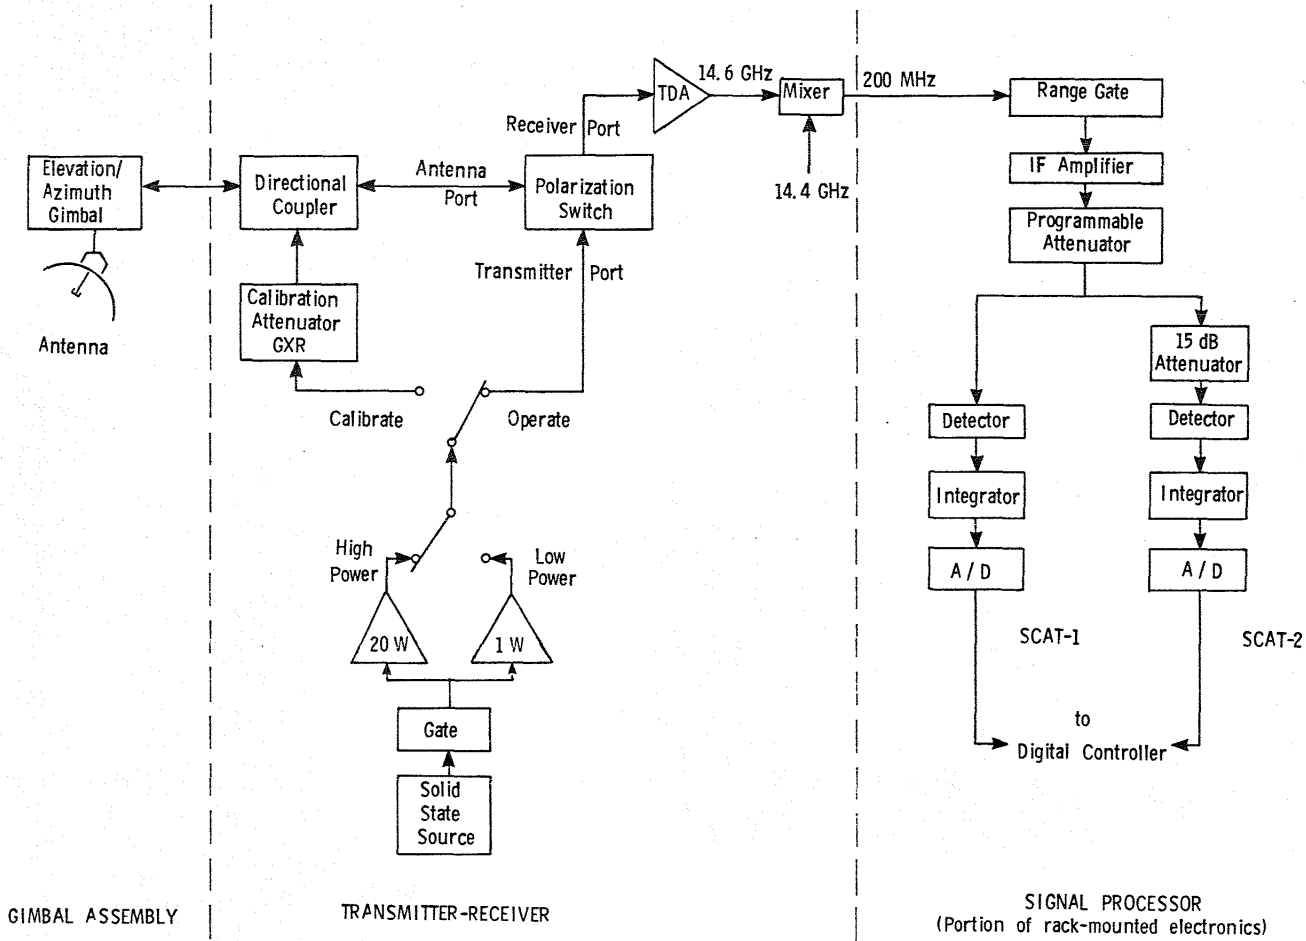 Elevation/
Azimuth
Gimbal
Antenna
Directional
Coupler
Antenna
Port
Calibration
Attenuator
GXR
Calibrate
Operate
Receiver Port
Polarization
Switch
Transmitter Port
TDA
14.6 GHz
Mixer
14.4 GHz
200 MHz
High
Power
Low
Power
20 W
1 W
Gate
Solid
State
Source
Range Gate
IF Amplifier
Programmable
Attenuator
15 dB
Attenuator
Detector
Detector
Integrator
Integrator
A/D
A/D
SCAT-1
SCAT-2
to
Digital Controller
GIMBAL ASSEMBLY
TRANSMITTER-RECEIVER
SIGNAL PROCESSOR
(Portion of rack-mounted electronics)